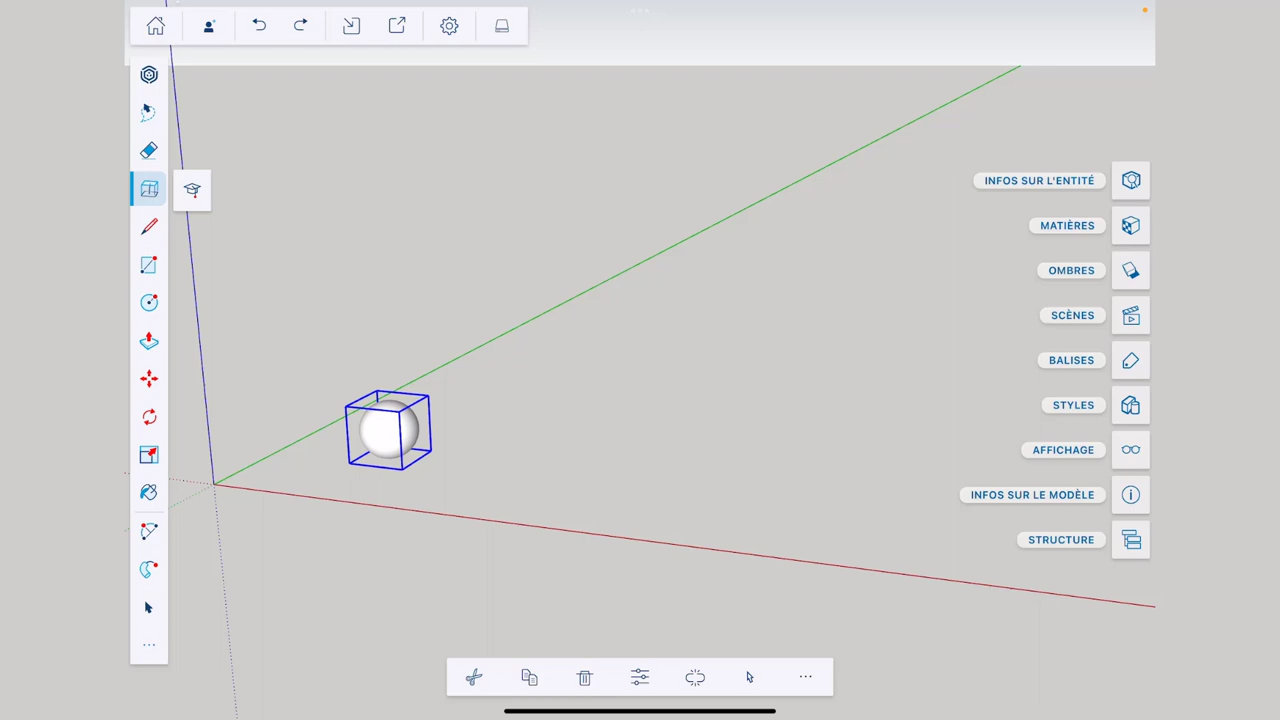 INFOS SUR L'ENTITÉ
MATIÈRES
OMBRES
SCÈNES
BALISES
STYLES
AFFICHAGE
INFOS SUR LE MODÈLE
STRUCTURE